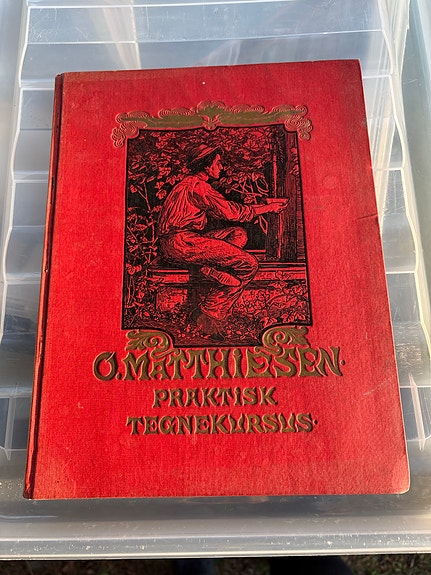 O. MATTHIESEN.
PRAKTISK
TEGNEKURSUS.